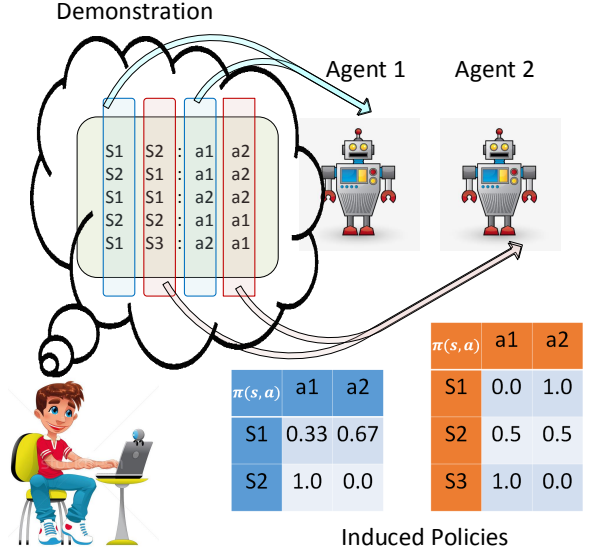 Demonstration
Agent 1 Agent 2
S1 S2 : a1 a2
S2 S1 : a1 a2
S1 S1 : a2 a2
S2 S2 : a1 a1
S1 S3 : a2 a1
π(s, a) a1 a2
S1 0.33 0.67
S2 1.0 0.0
π(s, a) a1 a2
S1 0.0 1.0
S2 0.5 0.5
S3 1.0 0.0
Induced Policies